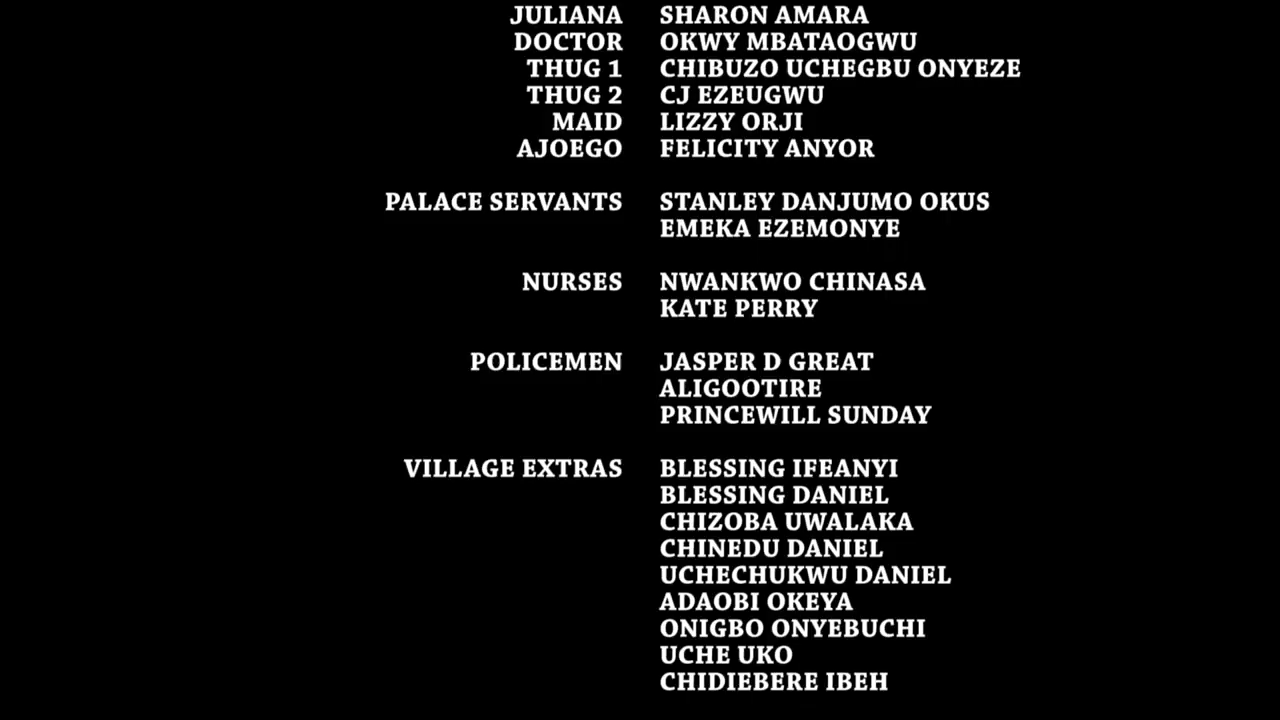 JULIANA SHARON AMARA
DOCTOR OKWY MBATAOGWU
THUG 1 CHIBUZO UCHEGBU ONYEZE
THUG 2 CJ EZEUGWU
MAID LIZZY ORJI
AJOEGO FELICITY ANYOR
PALACE SERVANTS STANLEY DANJUMO OKUS
EMEKA EZEMONYE
NURSES NWANKWO CHINASA
KATE PERRY
POLICEMEN JASPER D GREAT
ALIGOOTIRE
PRINCEWILL SUNDAY
VILLAGE EXTRAS BLESSING IFEANYI
BLESSING DANIEL
CHIZOBA UWALAKA
CHINEDU DANIEL
UCHECHUKWU DANIEL
ADAOBI OKEYA
ONIGBO ONYEBUCHI
UCHE UKO
CHIDIEBERE IBEH